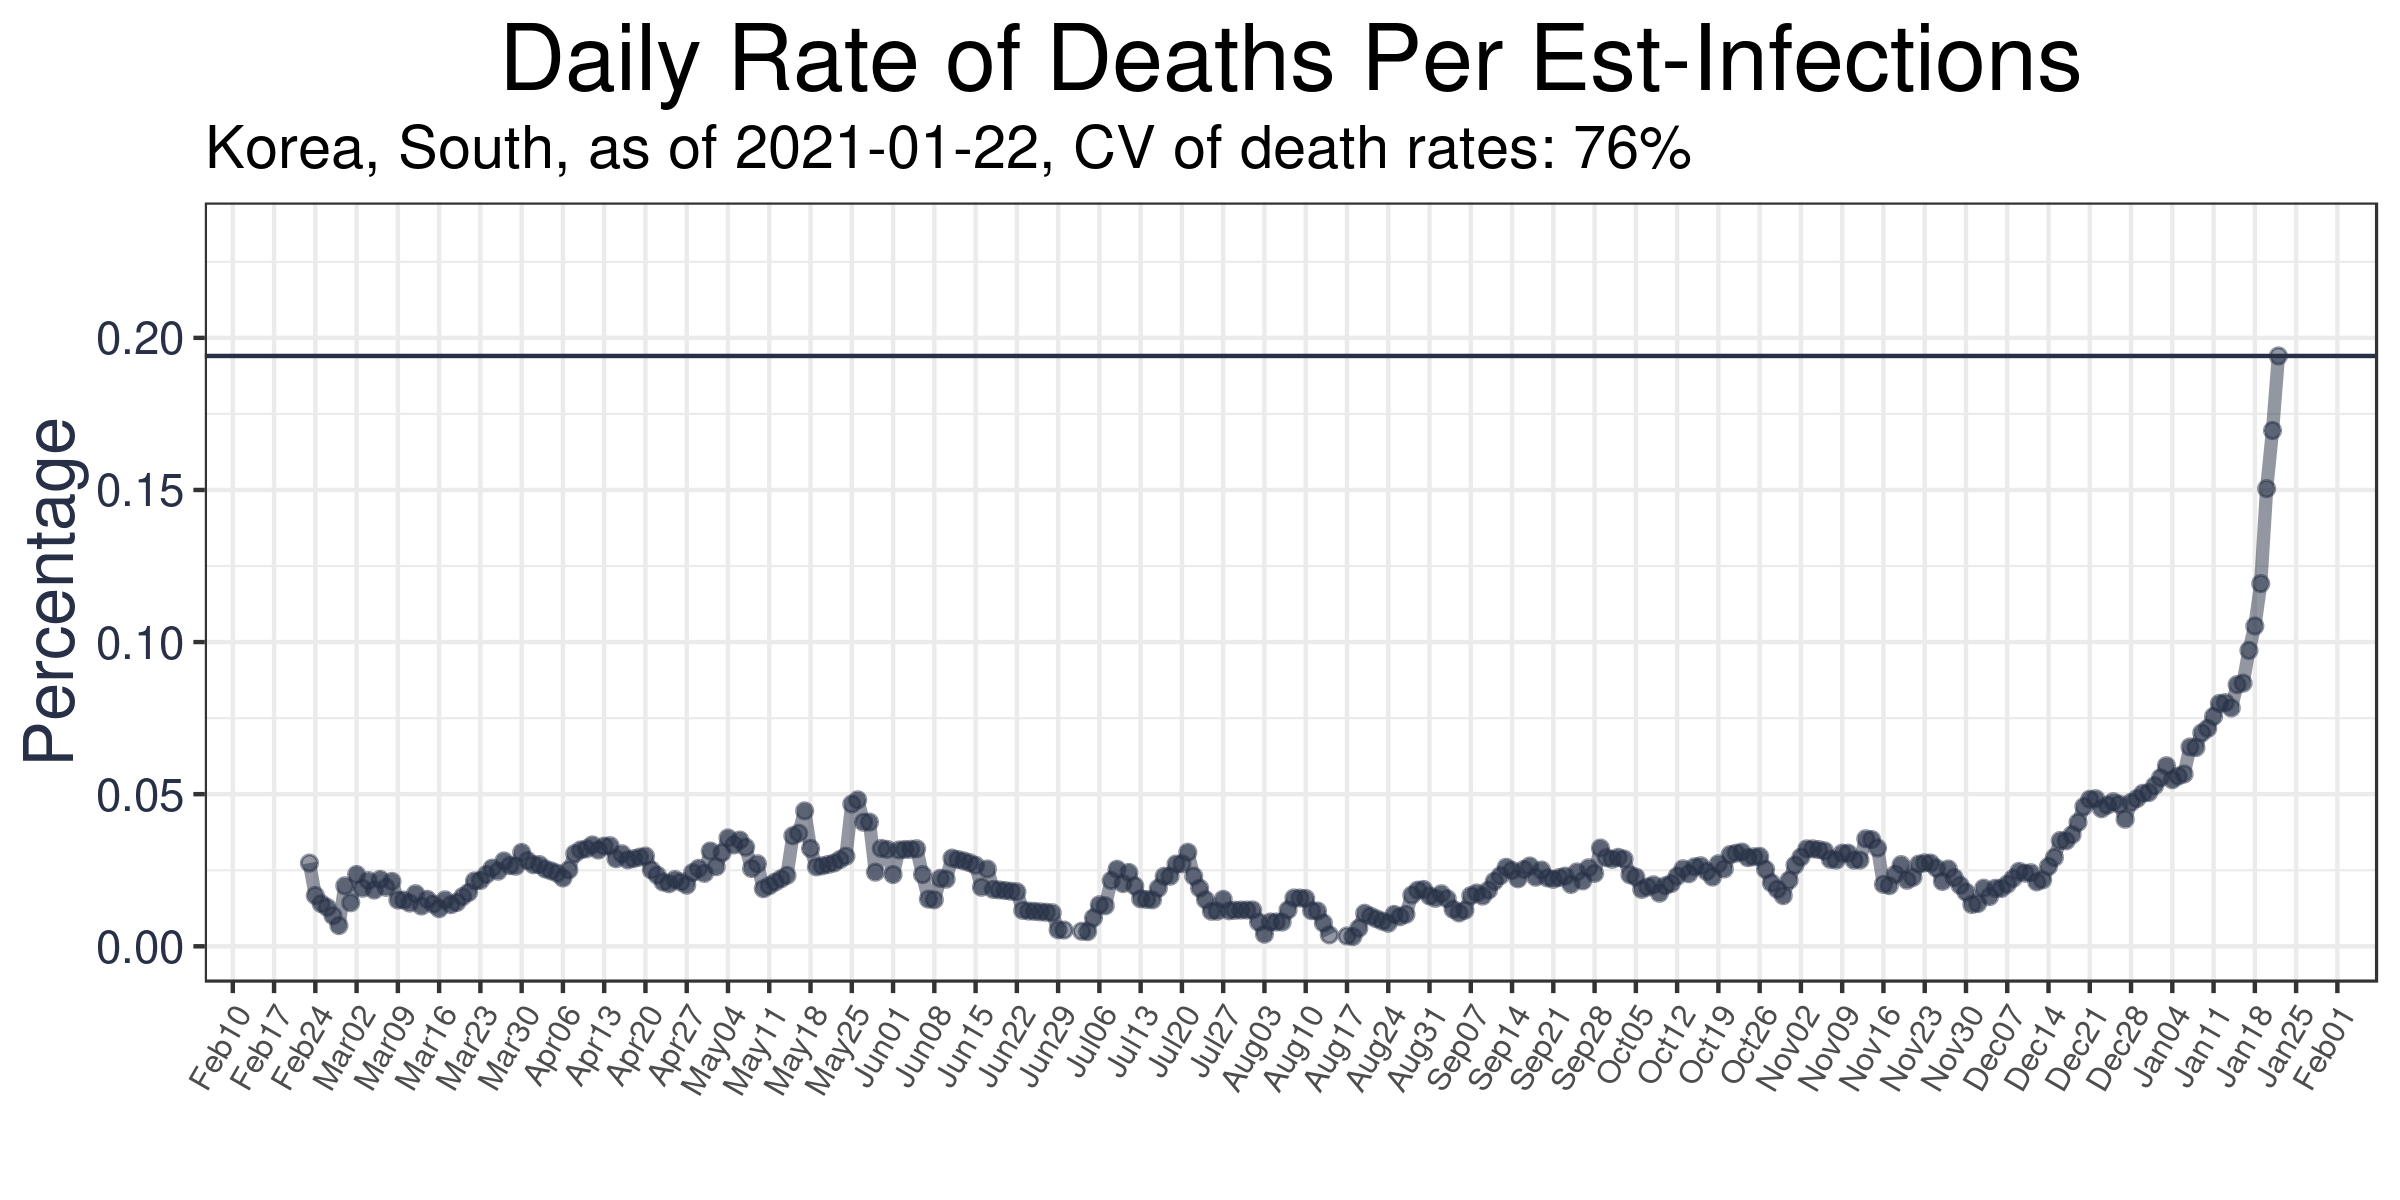 Daily Rate of Deaths Per Est-Infections
Korea, South, as of 2021-01-22, CV of death rates: 76%
Percentage
0.20
0.15
0.10
0.05
0.00
Feb10
Feb17
Feb24
Mar02
Mar09
Mar16
Mar23
Mar30
Apr06
Apr13
Apr20
Apr27
May04
May11
May18
May25
Jun01
Jun08
Jun15
Jun22
Jun29
Jul06
Jul13
Jul20
Jul27
Aug03
Aug10
Aug17
Aug24
Aug31
Sep07
Sep14
Sep21
Sep28
Oct05
Oct12
Oct19
Oct26
Nov02
Nov09
Nov16
Nov23
Nov30
Dec07
Dec14
Dec21
Dec28
Jan04
Jan11
Jan18
Jan25
Feb01